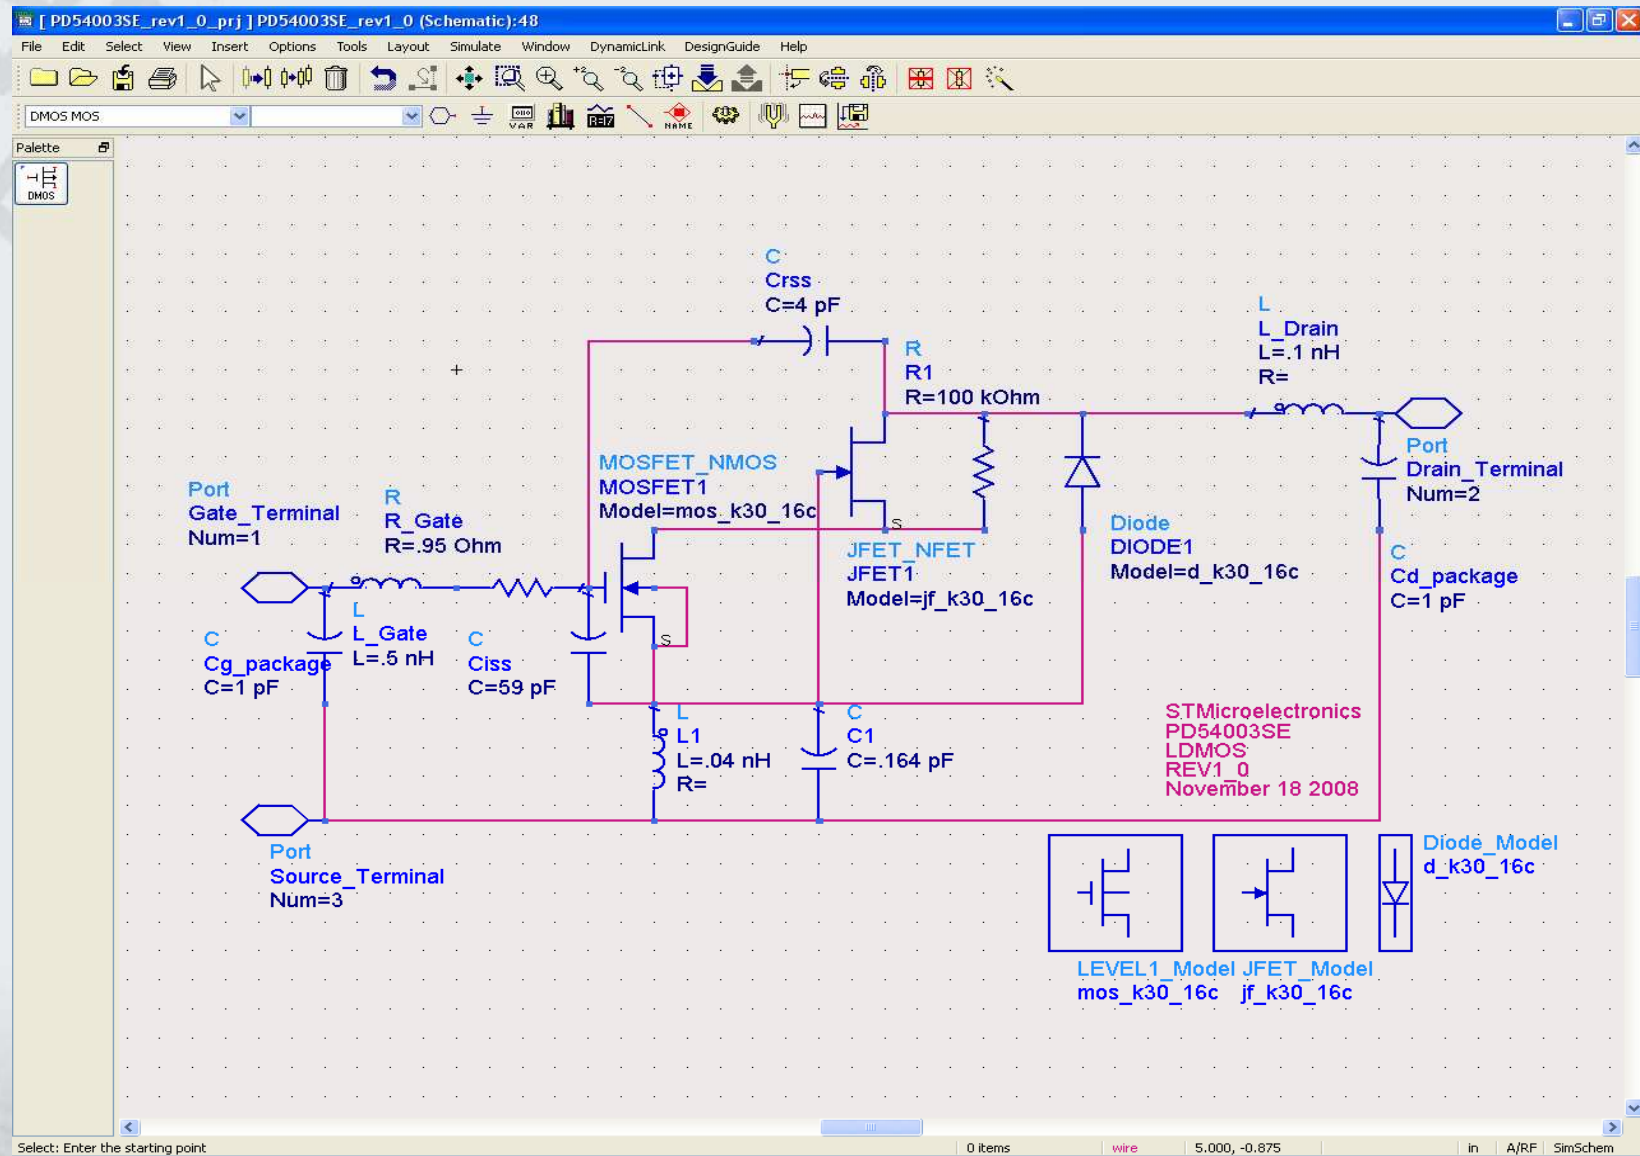 [ PD54003SE_rev1_0_prj ] PD54003SE_rev1_0 (Schematic):48
File Edit Select View Insert Options Tools Layout Simulate Window DynamicLink DesignGuide Help
+2 -2
DMOS MOS
VAR
R=17
NAME
Palette
DMOS
C
Crss
C=4 pF
L
L_Drain
L=.1 nH
R=
R
R1
R=100 kOhm
Port
Drain_Terminal
Num=2
MOSFET_NMOS
MOSFET1
Model=mos_k30_16c
Port
Gate_Terminal
Num=1
R
R_Gate
R=.95 Ohm
S
JFET_NFET
JFET1
Model=jf_k30_16c
Diode
DIODE1
Model=d_k30_16c
C
Cd_package
C=1 pF
L
L_Gate
L=.5 nH
C
Cg_package
C=1 pF
C
Ciss
C=59 pF
S
L
L1
L=.04 nH
R=
C
C1
C=.164 pF
STMicroelectronics
PD54003SE
LDMOS
REV1_0
November 18 2008
Port
Source_Terminal
Num=3
Diode_Model
d_k30_16c
LEVEL1_Model
mos_k30_16c
JFET_Model
jf_k30_16c
Select: Enter the starting point 0 items wire 5.000, -0.875 in A/RF SimSchem